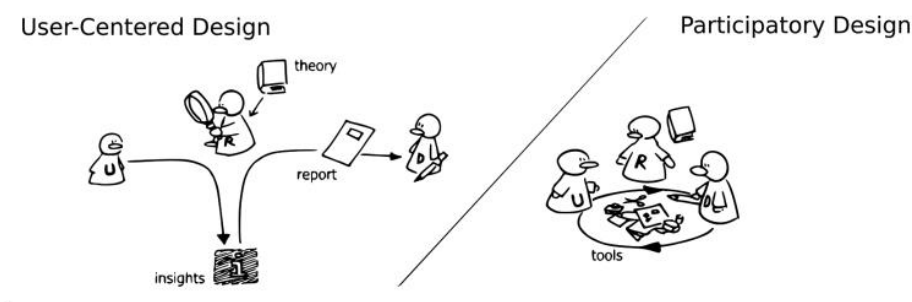 User-Centered Design
theory
R
U
D
report
insights
i
Participatory Design
R
U
D
tools